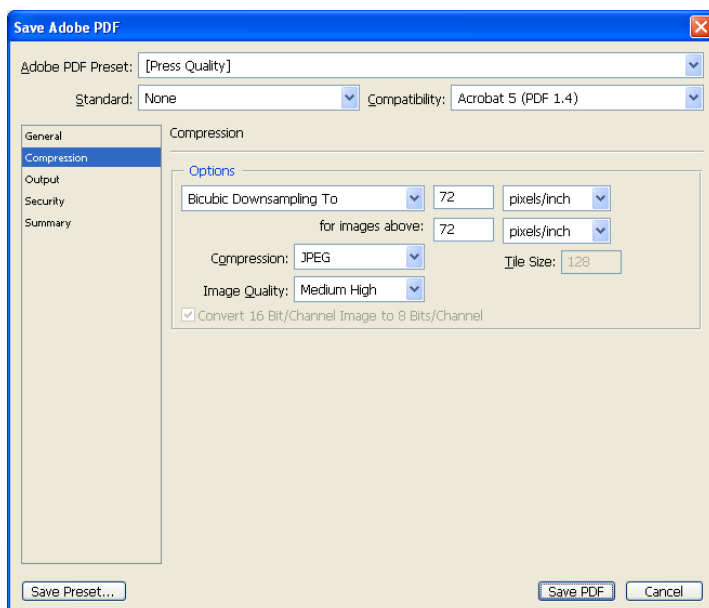 Save Adobe PDF
Adobe PDF Preset: [Press Quality]
Standard: None Compatibility: Acrobat 5 (PDF 1.4)
General
Compression
Output
Security
Summary
Compression
Options
Bicubic Downsampling To 72 pixels/inch
for images above: 72 pixels/inch
Compression: JPEG Tile Size: 128
Image Quality: Medium High
Convert 16 Bit/Channel Image to 8 Bits/Channel
Save Preset... Save PDF Cancel